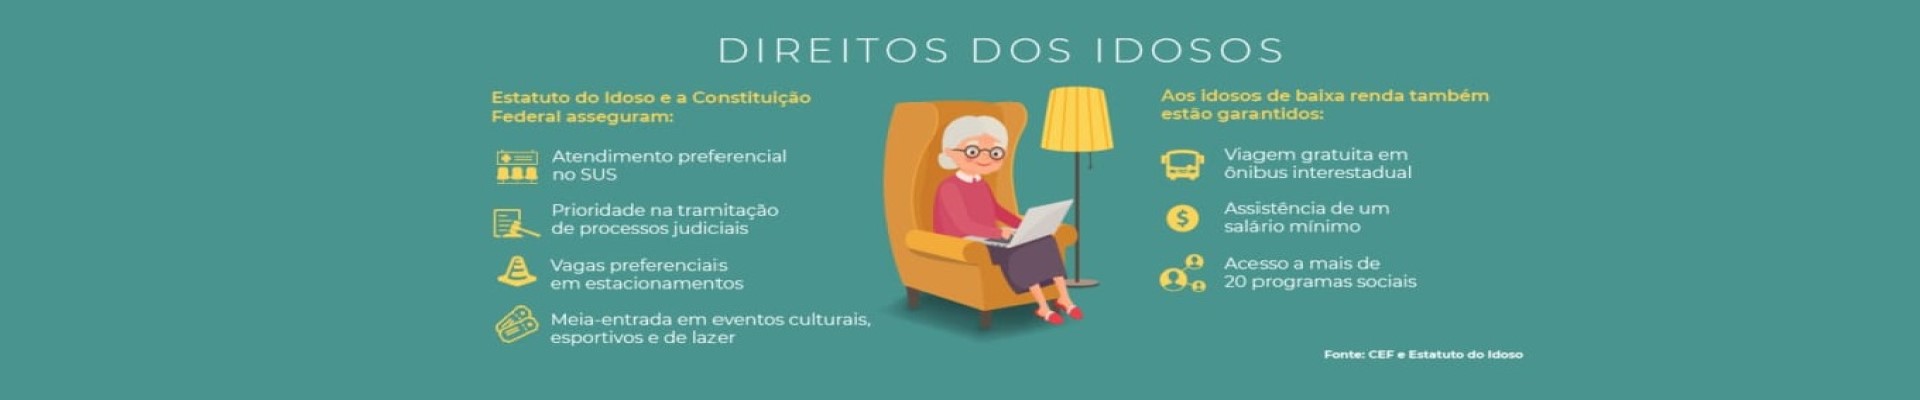 DIREITOS DOS IDOSOS
Estatuto do Idoso e a Constituição
Federal asseguram:
Atendimento preferencial
no SUS
Prioridade na tramitação
de processos judiciais
Vagas preferenciais
em estacionamentos
Meia-entrada em eventos culturais,
esportivos e de lazer
Aos idosos de baixa renda também
estão garantidos:
Viagem gratuita em
ônibus interestadual
Assistência de um
salário mínimo
Acesso a mais de
20 programas sociais
Fonte: CEF e Estatuto do Idoso